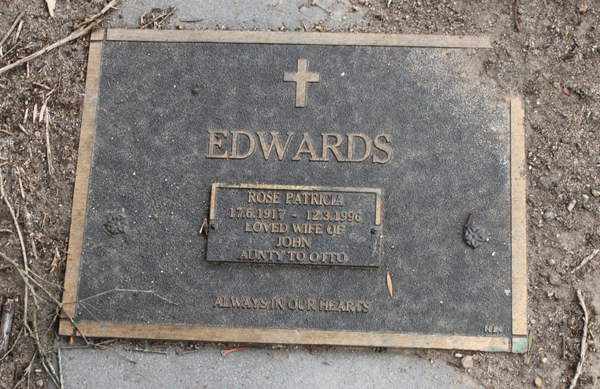 EDWARDS
ROSE PATRICIA
17.6.1917 - 12.3.1996
LOVED WIFE OF
JOHN
AUNTY TO OTTO
ALWAYS IN OUR HEARTS